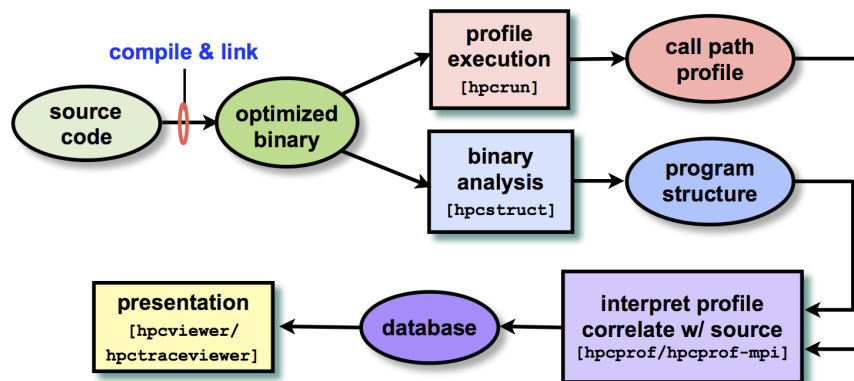 compile & link
source
code
optimized
binary
profile
execution
[hpcrun]
call path
profile
binary
analysis
[hpcstruct]
program
structure
interpret profile
correlate w/ source
[hpcprof/hpcprof-mpi]
database
presentation
[hpcviewer/
hpctraceviewer]